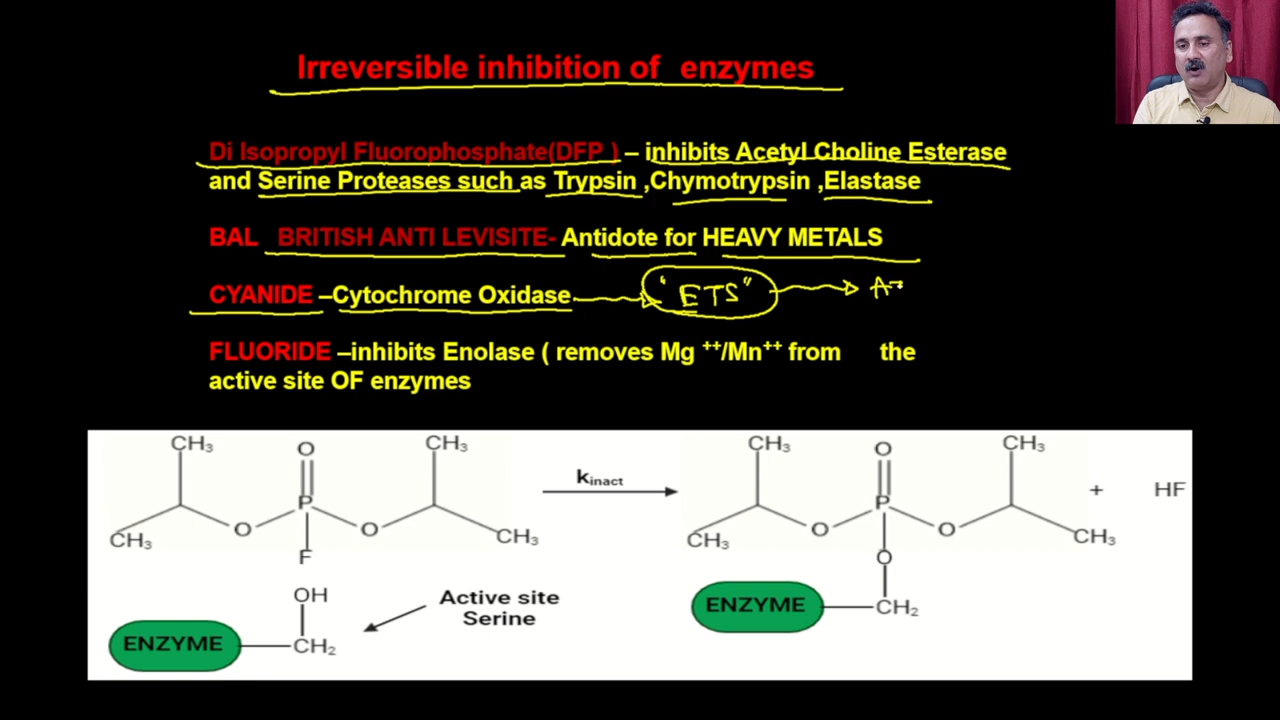 Irreversible inhibition of enzymes
Di Isopropyl Fluorophosphate(DFP ) – inhibits Acetyl Choline Esterase
and Serine Proteases such as Trypsin ,Chymotrypsin ,Elastase
BAL BRITISH ANTI LEVISITE- Antidote for HEAVY METALS
CYANIDE –Cytochrome Oxidase "ETS"
FLUORIDE –inhibits Enolase ( removes Mg ++/Mn++ from the
active site OF enzymes
CH3 O CH3 CH3 O CH3
kinact
P P + HF
O O O O
CH3 F CH3 CH3 O CH3
OH Active site
Serine
ENZYME CH2
ENZYME CH2